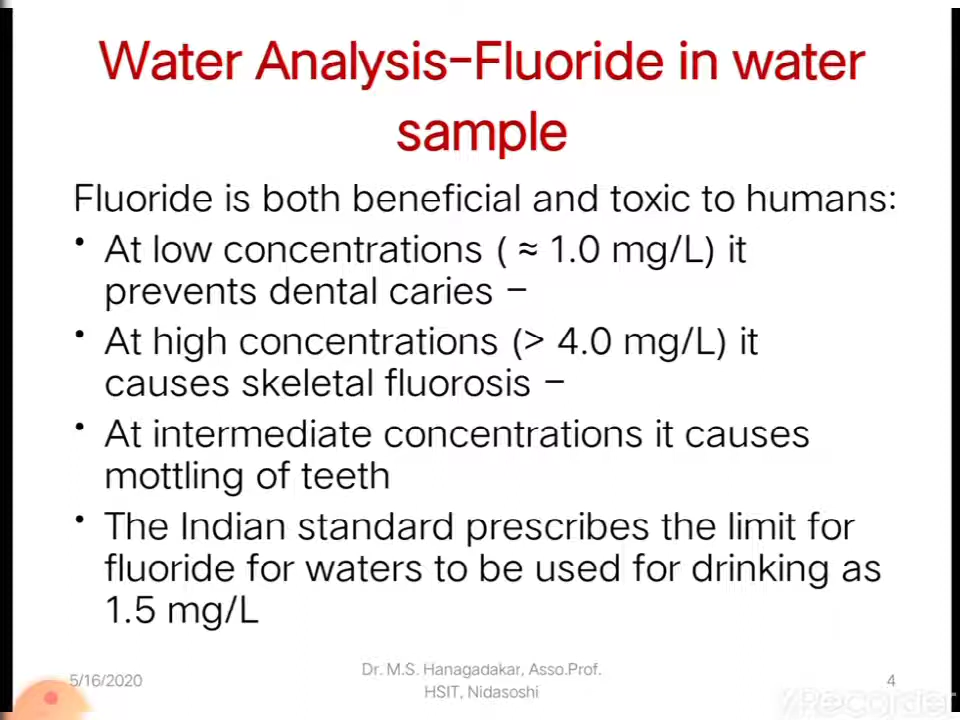 Water Analysis-Fluoride in water
sample
Fluoride is both beneficial and toxic to humans:
• At low concentrations ( ≈ 1.0 mg/L) it
prevents dental caries –
• At high concentrations (> 4.0 mg/L) it
causes skeletal fluorosis –
• At intermediate concentrations it causes
mottling of teeth
• The Indian standard prescribes the limit for
fluoride for waters to be used for drinking as
1.5 mg/L
5/16/2020
Dr. M.S. Hanagadakar, Asso.Prof.
HSIT, Nidasoshi
4